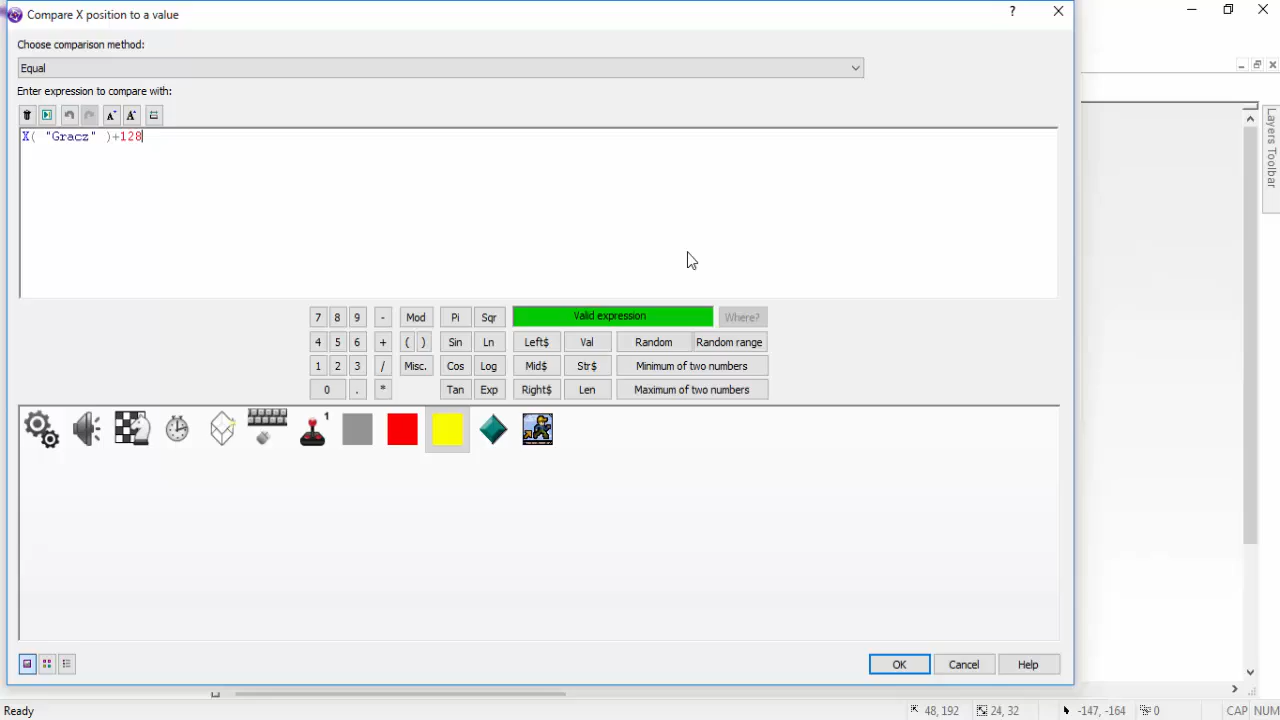 Compare X position to a value
?
Choose comparison method:
Equal
Enter expression to compare with:
X( "Gracz" )+128
Layers Toolbar
7 8 9 - Mod Pi Sqr Valid expression Where?
4 5 6 + ( ) Sin Ln Left$ Val Random Random range
1 2 3 / Misc. Cos Log Mid$ Str$ Minimum of two numbers
0 . * Tan Exp Right$ Len Maximum of two numbers
1
OK Cancel Help
Ready 48, 192 24, 32 -147, -164 0 CAP NUM